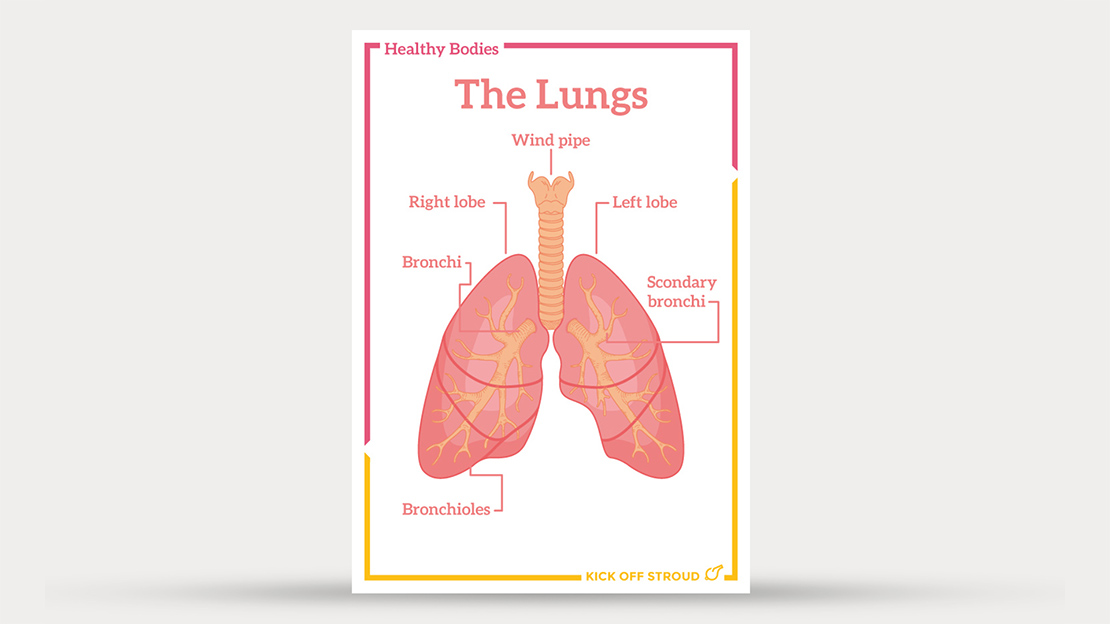 Healthy Bodies
The Lungs
Wind pipe
Right lobe
Left lobe
Bronchi
Scondary
bronchi
Bronchioles
KICK OFF STROUD